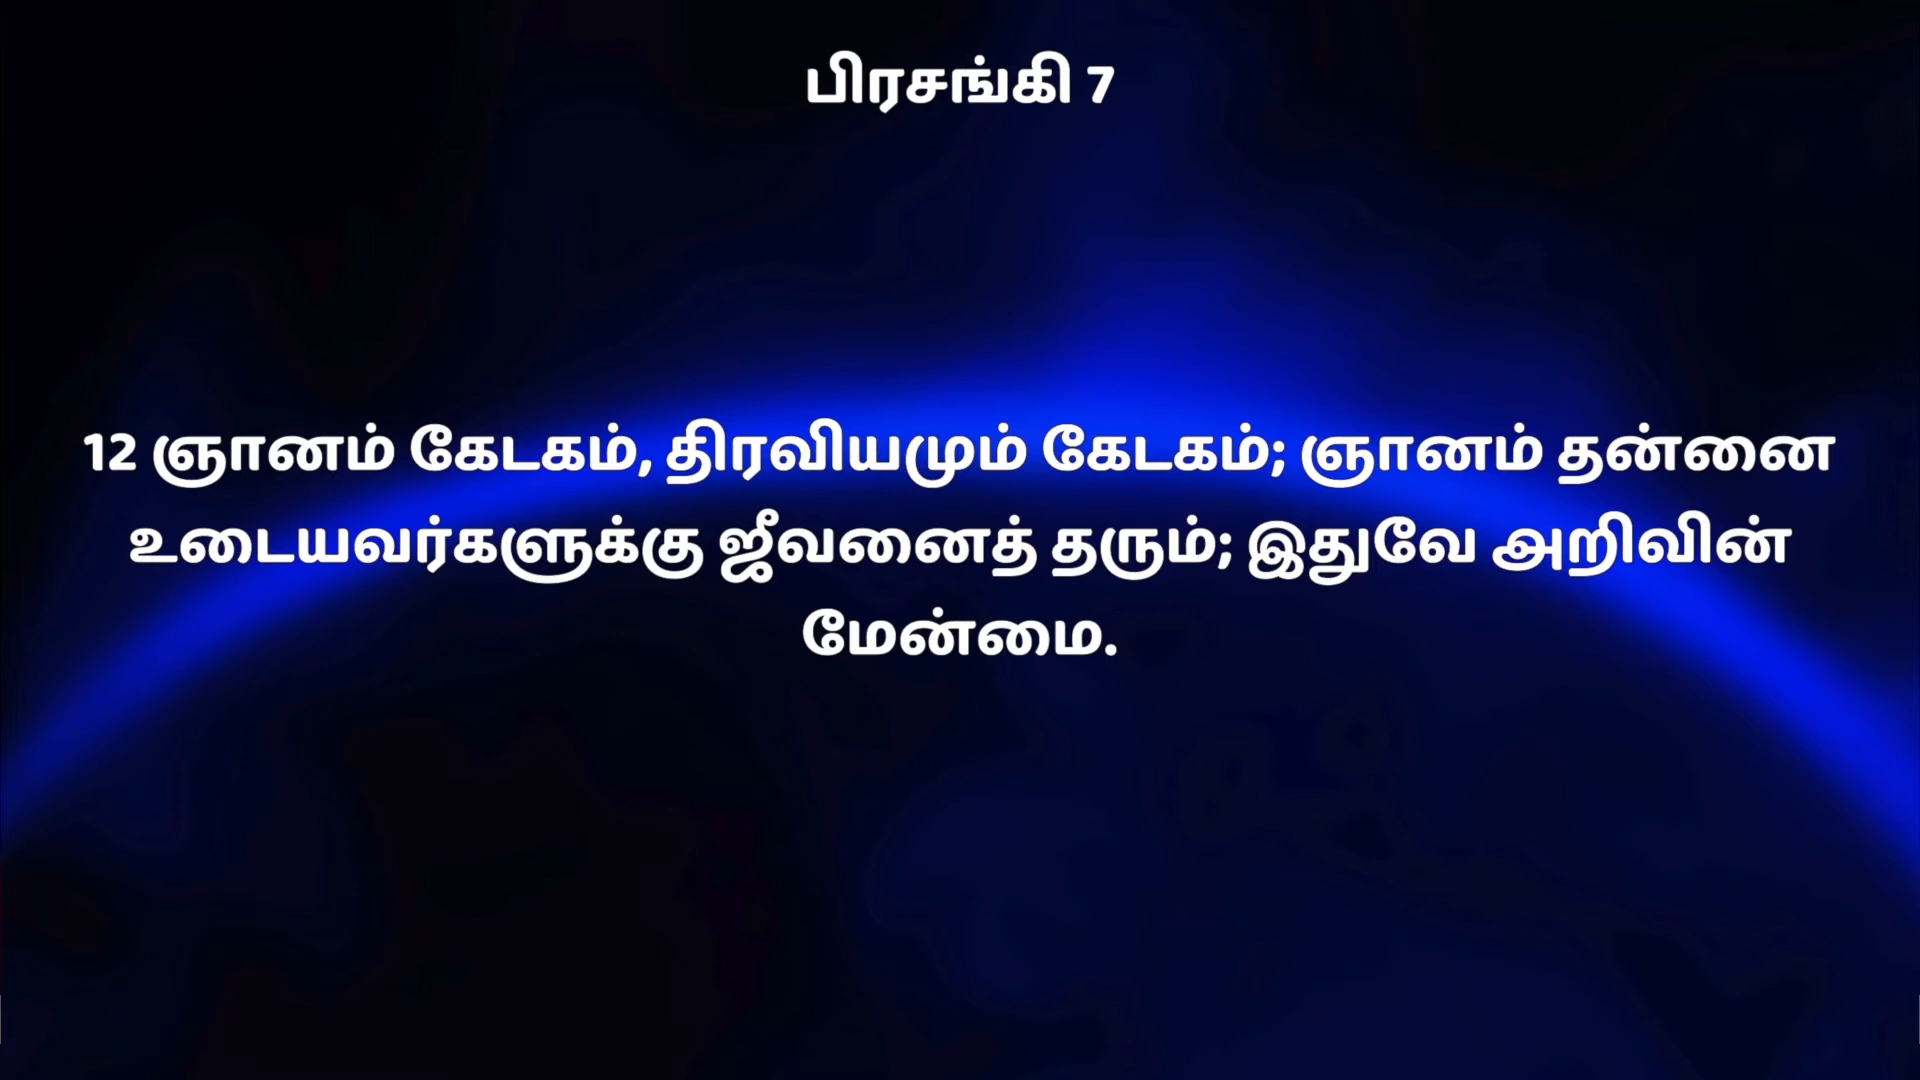 பிரசங்கி 7
12 ஞானம் கேடகம், திரவியமும் கேடகம்; ஞானம் தன்னை
உடையவர்களுக்கு ஜீவனைத் தரும்; இதுவே அறிவின்
மேன்மை.